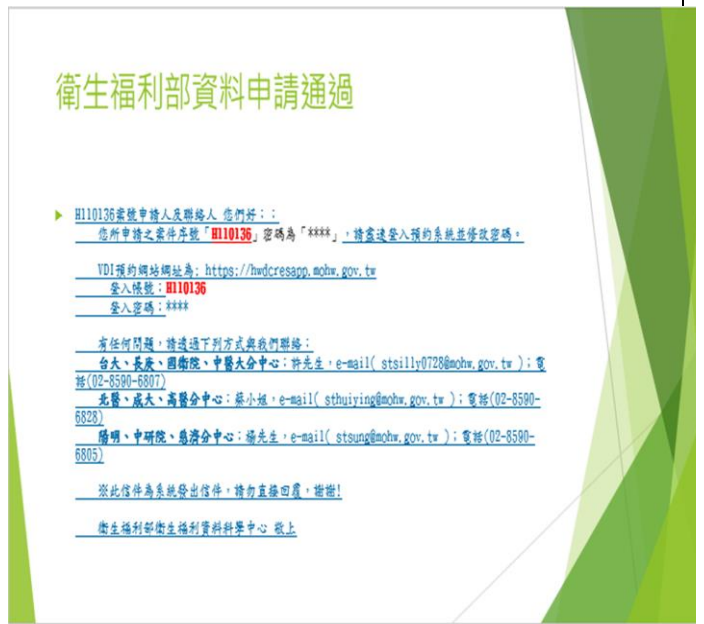 衛生福利部資料申請通過
H110136案號申請人及聯絡人 您們好；：
您所申請之案件序號「H110136」密碼為「****」，請盡速登入預約系統並修改密碼。
VDI預約網站網址為: https://hwdcresapp.mohw.gov.tw
登入帳號：H110136
登入密碼：****
有任何問題，請透過下列方式與我們聯絡：
台大、長庚、國衛院、中醫大分中心：許先生，e-mail( stsilly0728@mohw.gov.tw )；電
話(02-8590-6807)
北醫、成大、高醫分中心：蔡小姐，e-mail( sthuiying@mohw.gov.tw )；電話(02-8590-
6828)
陽明、中研院、慈濟分中心：楊先生，e-mail( stsung@mohw.gov.tw )；電話(02-8590-
6805)
※此信件為系統發出信件，請勿直接回覆，謝謝!
衛生福利部衛生福利資料科學中心 敬上